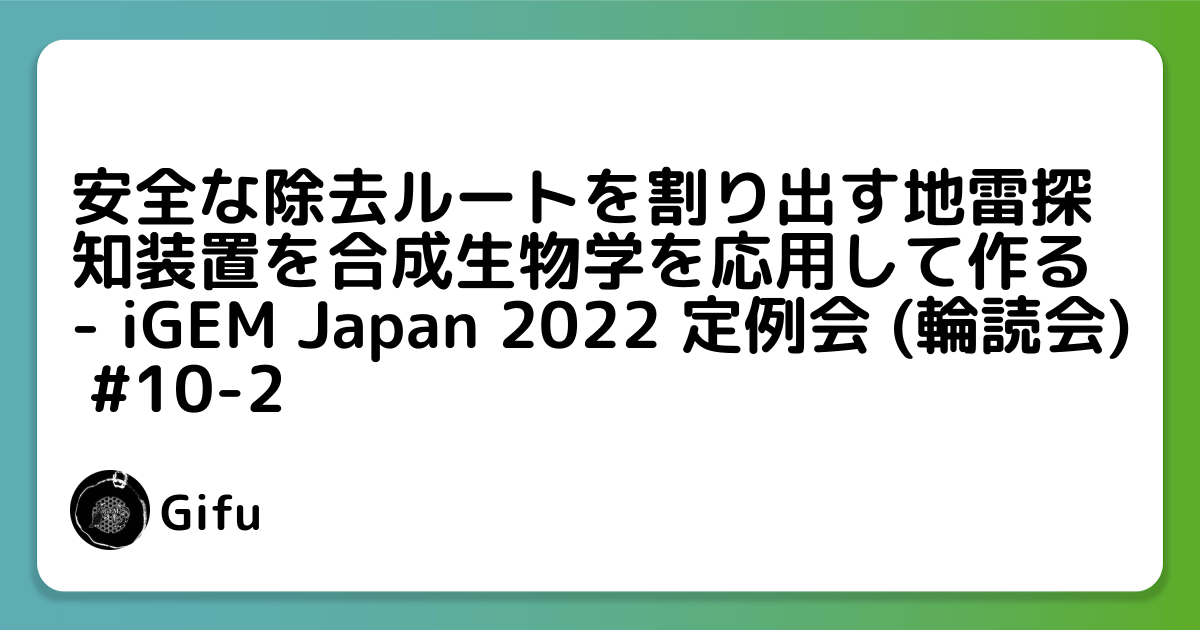 安全な除去ルートを割り出す地雷探
知装置を合成生物学を応用して作る
- iGEM Japan 2022 定例会 (輪読会)
#10-2
Gifu